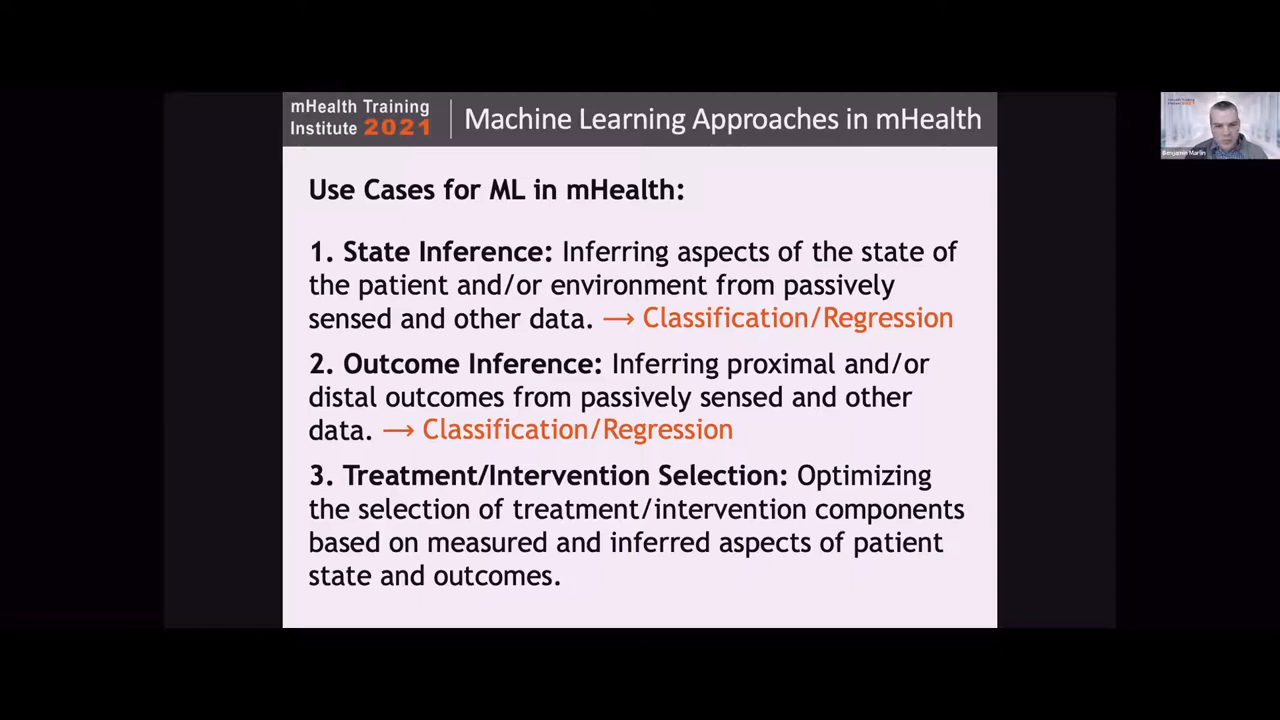 mHealth Training
Institute 2021
Machine Learning Approaches in mHealth
Use Cases for ML in mHealth:
1. State Inference: Inferring aspects of the state of
the patient and/or environment from passively
sensed and other data. → Classification/Regression
2. Outcome Inference: Inferring proximal and/or
distal outcomes from passively sensed and other
data. → Classification/Regression
3. Treatment/Intervention Selection: Optimizing
the selection of treatment/intervention components
based on measured and inferred aspects of patient
state and outcomes.
Benjamin Marlin